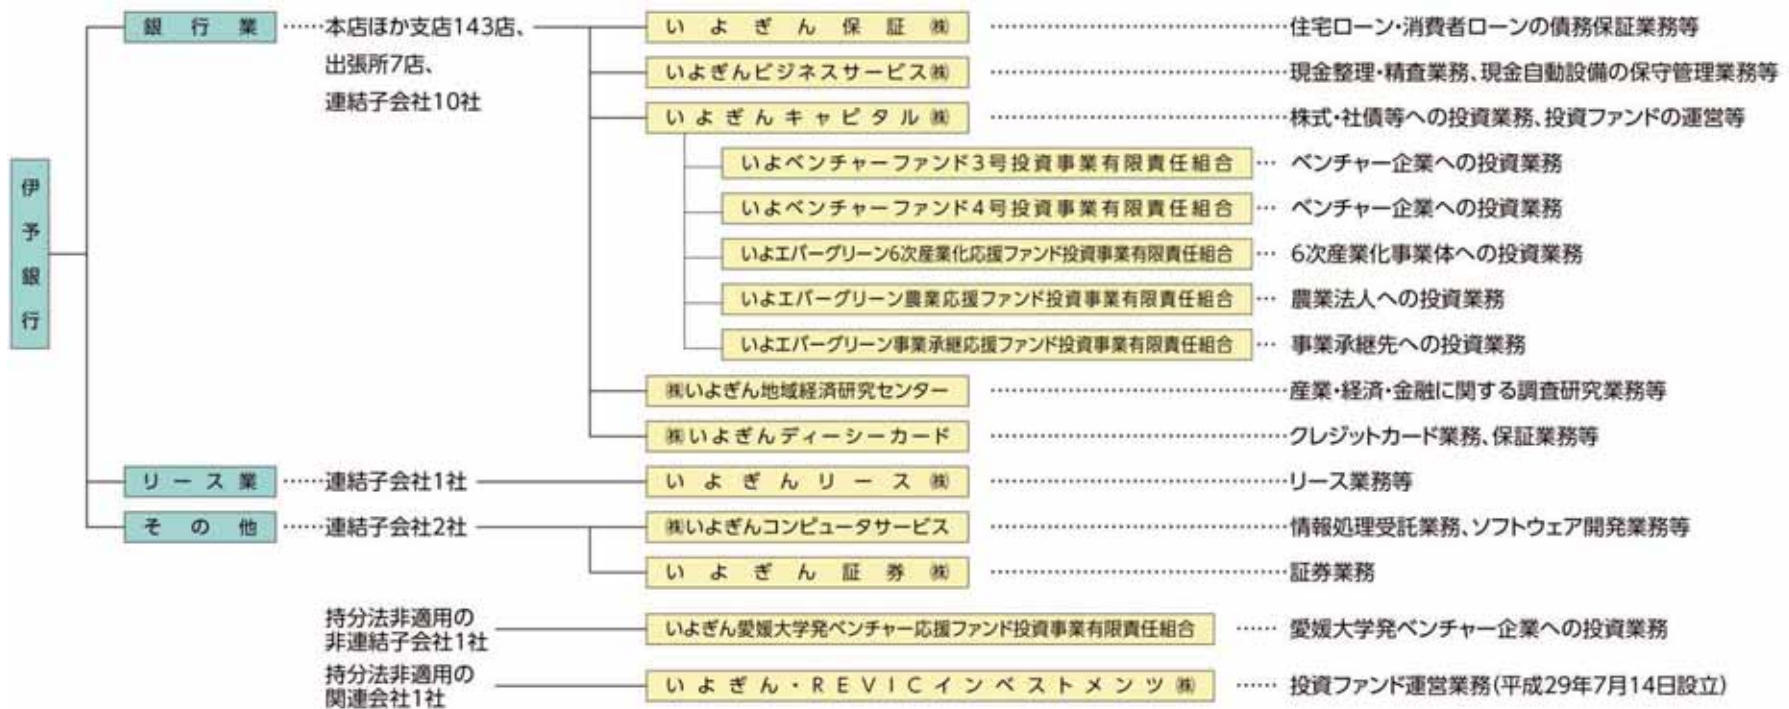 伊予銀行
銀行業 ……本店ほか支店143店、
出張所7店、
連結子会社10社
いよぎん保証㈱ ……住宅ローン・消費者ローンの債務保証業務等
いよぎんビジネスサービス㈱ ……現金整理・精査業務、現金自動設備の保守管理業務等
いよぎんキャピタル㈱ ……株式・社債等への投資業務、投資ファンドの運営等
いよベンチャーファンド3号投資事業有限責任組合 … ベンチャー企業への投資業務
いよベンチャーファンド4号投資事業有限責任組合 … ベンチャー企業への投資業務
いよエバーグリーン6次産業化応援ファンド投資事業有限責任組合 … 6次産業化事業体への投資業務
いよエバーグリーン農業応援ファンド投資事業有限責任組合 … 農業法人への投資業務
いよエバーグリーン事業承継応援ファンド投資事業有限責任組合 … 事業承継先への投資業務
㈱いよぎん地域経済研究センター ……産業・経済・金融に関する調査研究業務等
㈱いよぎんディーシーカード ……クレジットカード業務、保証業務等
リース業 ……連結子会社1社 いよぎんリース㈱ ……リース業務等
その他 ……連結子会社2社 ㈱いよぎんコンピュータサービス ……情報処理受託業務、ソフトウェア開発業務等
いよぎん証券㈱ ……証券業務
持分法非適用の
非連結子会社1社
いよぎん愛媛大学発ベンチャー応援ファンド投資事業有限責任組合 …… 愛媛大学発ベンチャー企業への投資業務
持分法非適用の
関連会社1社
いよぎん・REVICインベストメンツ㈱ …… 投資ファンド運営業務(平成29年7月14日設立)